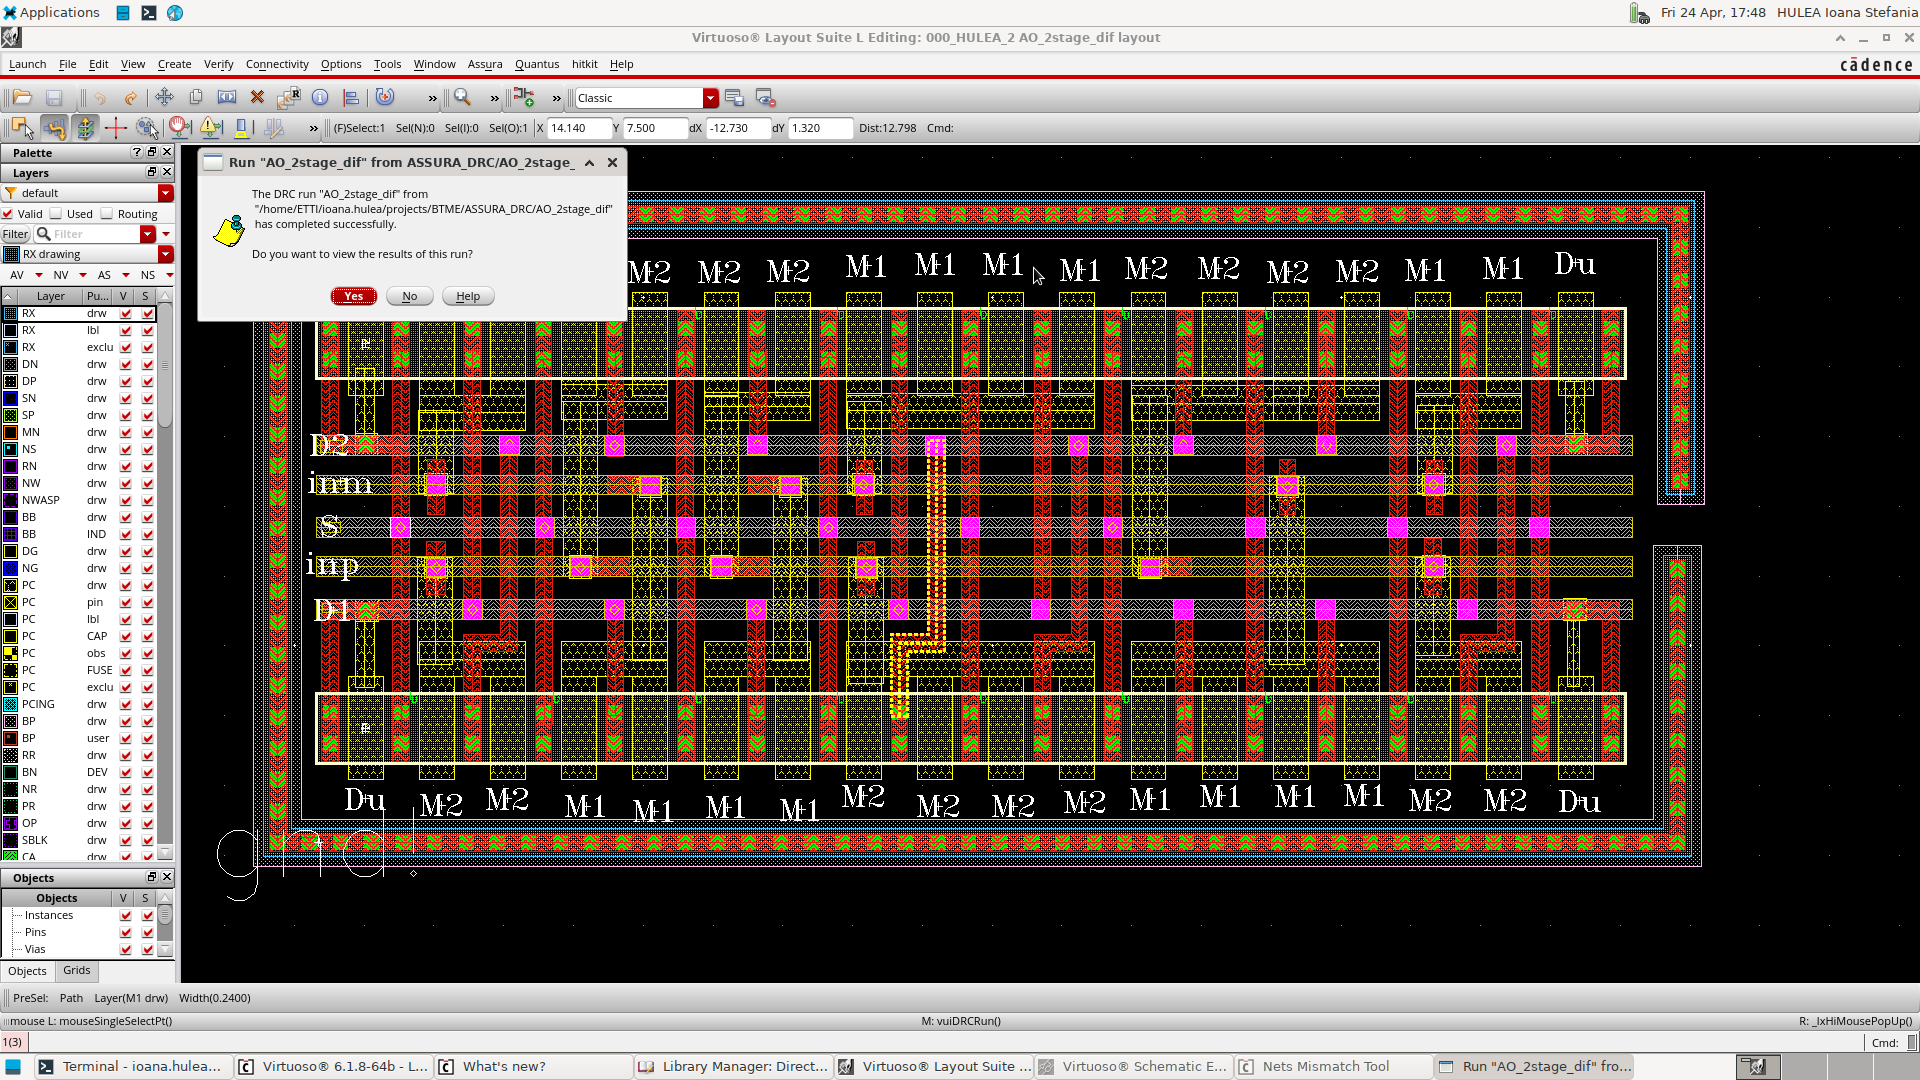 Applications
Fri 24 Apr, 17:48 HULEA Ioana Stefania
Virtuoso® Layout Suite L Editing: 000_HULEA_2 AO_2stage_dif layout
Launch File Edit View Create Verify Connectivity Options Tools Window Assura Quantus hitkit Help
cādence
» » » Classic
» (F)Select:1 Sel(N):0 Sel(I):0 Sel(O):1 X 14.140 Y 7.500 dX -12.730 dY 1.320 Dist:12.798 Cmd:
Palette
Layers
default
Valid Used Routing
Filter Filter
RX drawing
AV NV AS NS
Layer Pu... V S
RX drw
RX lbl
RX exclu
DN drw
DP drw
SN drw
SP drw
MN drw
NS drw
RN drw
NW drw
NWASP drw
BB drw
BB IND
DG drw
NG drw
PC drw
PC pin
PC lbl
PC CAP
PC obs
PC FUSE
PC exclu
PCING drw
BP drw
BP user
RR drw
BN DEV
NR drw
PR drw
OP drw
SBLK drw
CA drw
Objects
Objects V S
Instances
Pins
Vias
Objects Grids
Run "AO_2stage_dif" from ASSURA_DRC/AO_2stage_
The DRC run "AO_2stage_dif" from
"/home/ETTI/ioana.hulea/projects/BTME/ASSURA_DRC/AO_2stage_dif"
has completed successfully.
Do you want to view the results of this run?
Yes No Help
M2 M2 M2 M1 M1 M1 M1 M2 M2 M2 M2 M1 M1 Du
D2
inm
S
inp
D1
Du M2 M2 M1 M1 M1 M1 M2 M2 M2 M2 M1 M1 M1 M1 M2 M2 Du
gnd!
PreSel: Path Layer(M1 drw) Width(0.2400)
mouse L: mouseSingleSelectPt() M: vuiDRCRun() R: _lxHiMousePopUp()
1(3) Cmd:
Terminal - ioana.hulea... Virtuoso® 6.1.8-64b - L... What's new? Library Manager: Direct... Virtuoso® Layout Suite ... Virtuoso® Schematic E... Nets Mismatch Tool Run "AO_2stage_dif" fro...